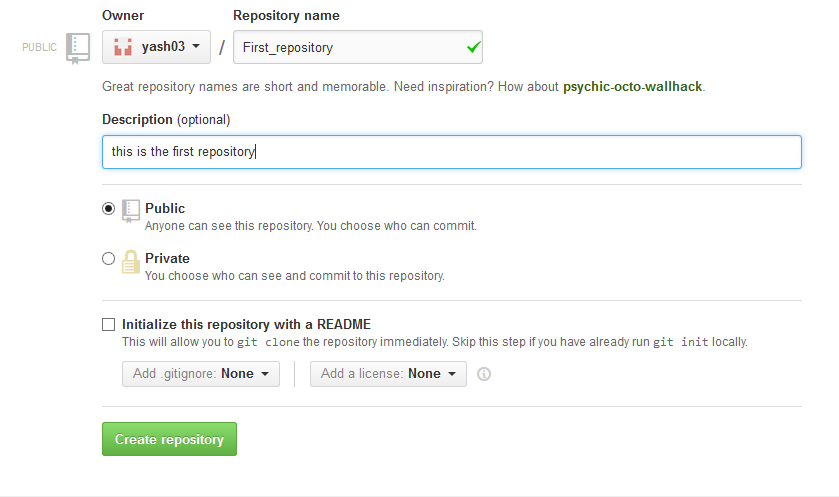 Owner Repository name
PUBLIC yash03 / First_repository
Great repository names are short and memorable. Need inspiration? How about psychic-octo-wallhack.
Description (optional)
this is the first repository
Public
Anyone can see this repository. You choose who can commit.
Private
You choose who can see and commit to this repository.
Initialize this repository with a README
This will allow you to git clone the repository immediately. Skip this step if you have already run git init locally.
Add .gitignore: None Add a license: None
Create repository